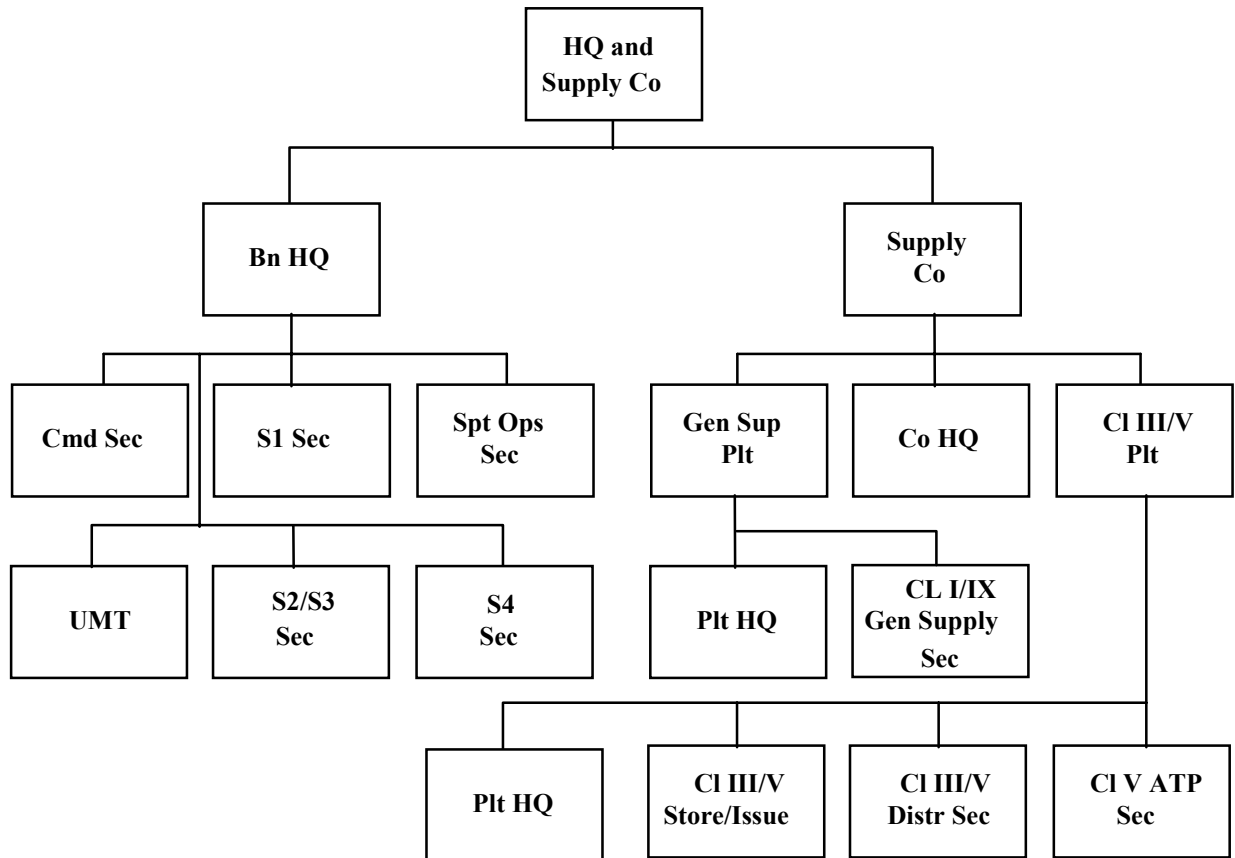 HQ and
Supply Co
Bn HQ
Supply
Co
Cmd Sec
S1 Sec
Spt Ops
Sec
Gen Sup
Plt
Co HQ
Cl III/V
Plt
UMT
S2/S3
Sec
S4
Sec
Plt HQ
CL I/IX
Gen Supply
Sec
Plt HQ
Cl III/V
Store/Issue
Cl III/V
Distr Sec
Cl V ATP
Sec